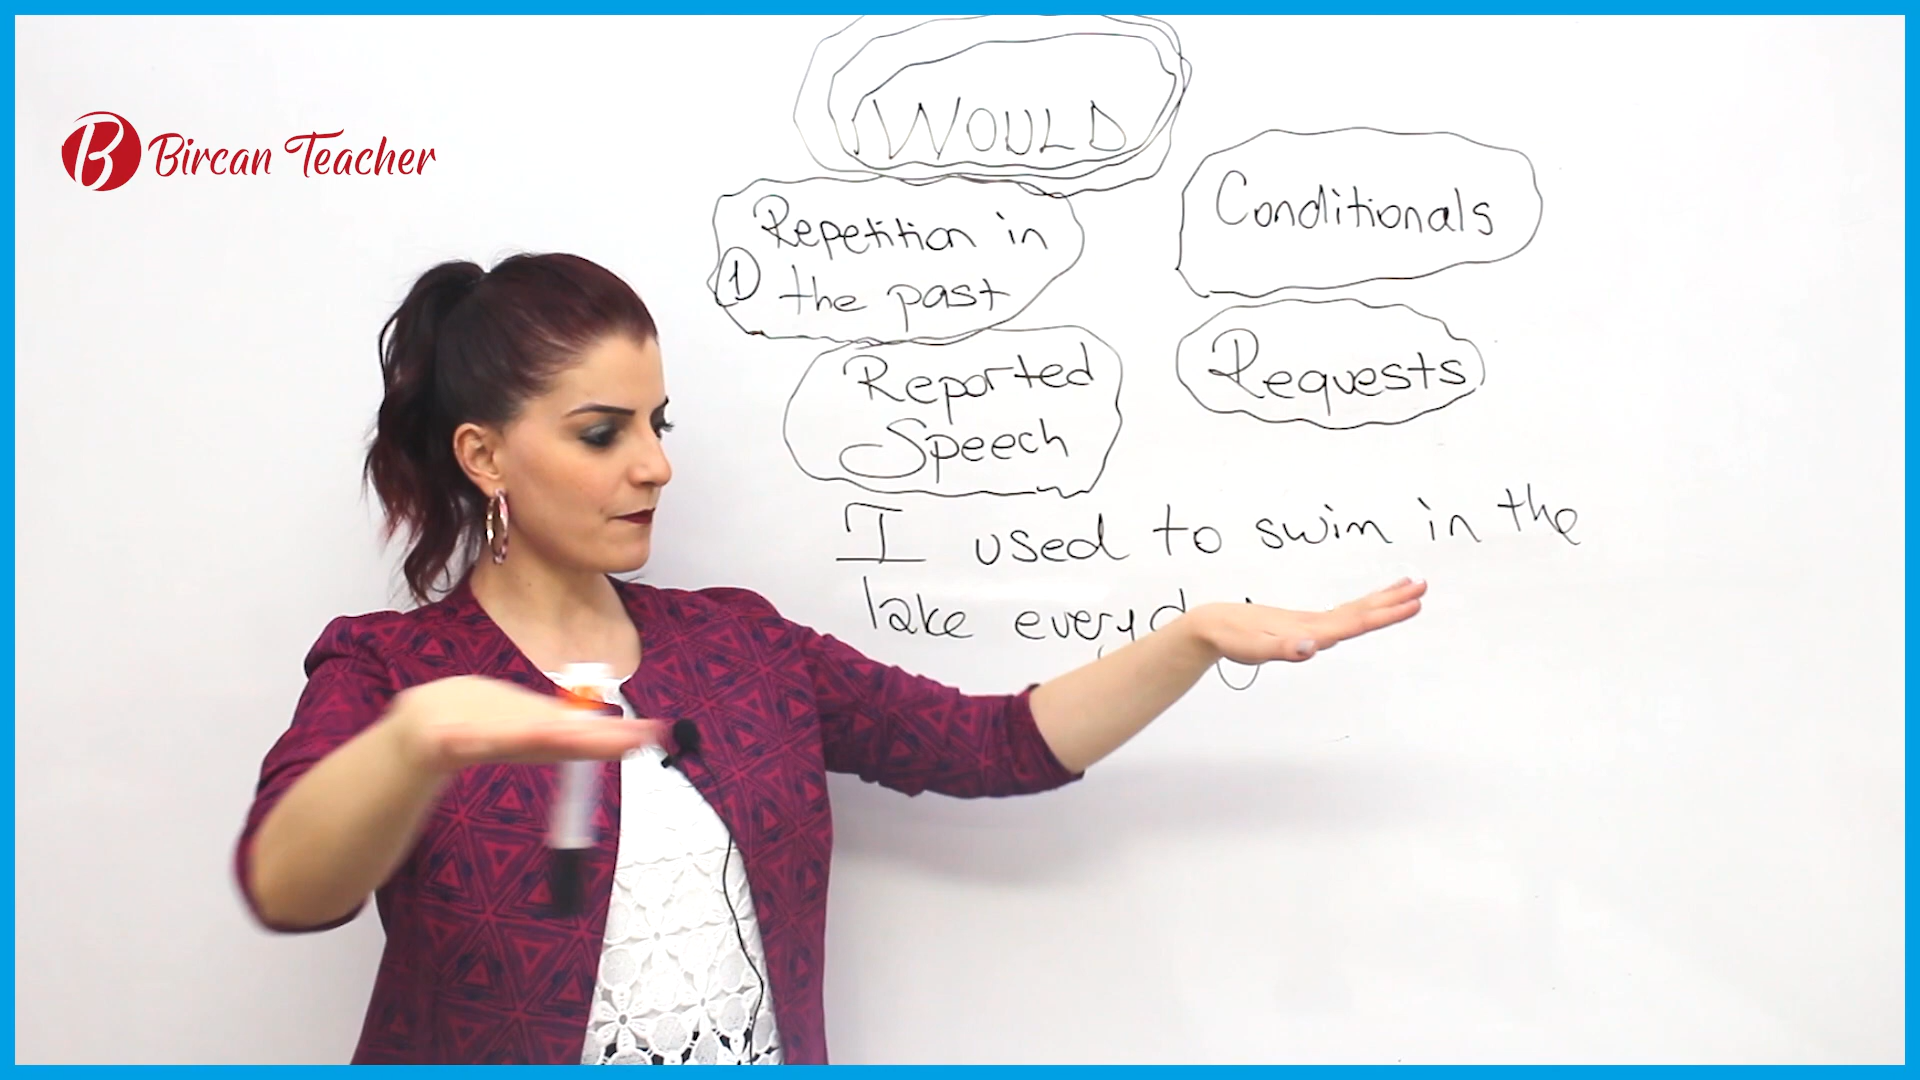 Bircan Teacher
WOULD
Repetition in
① the past
Conditionals
Reported
Speech
Requests
I used to swim in the
lake every